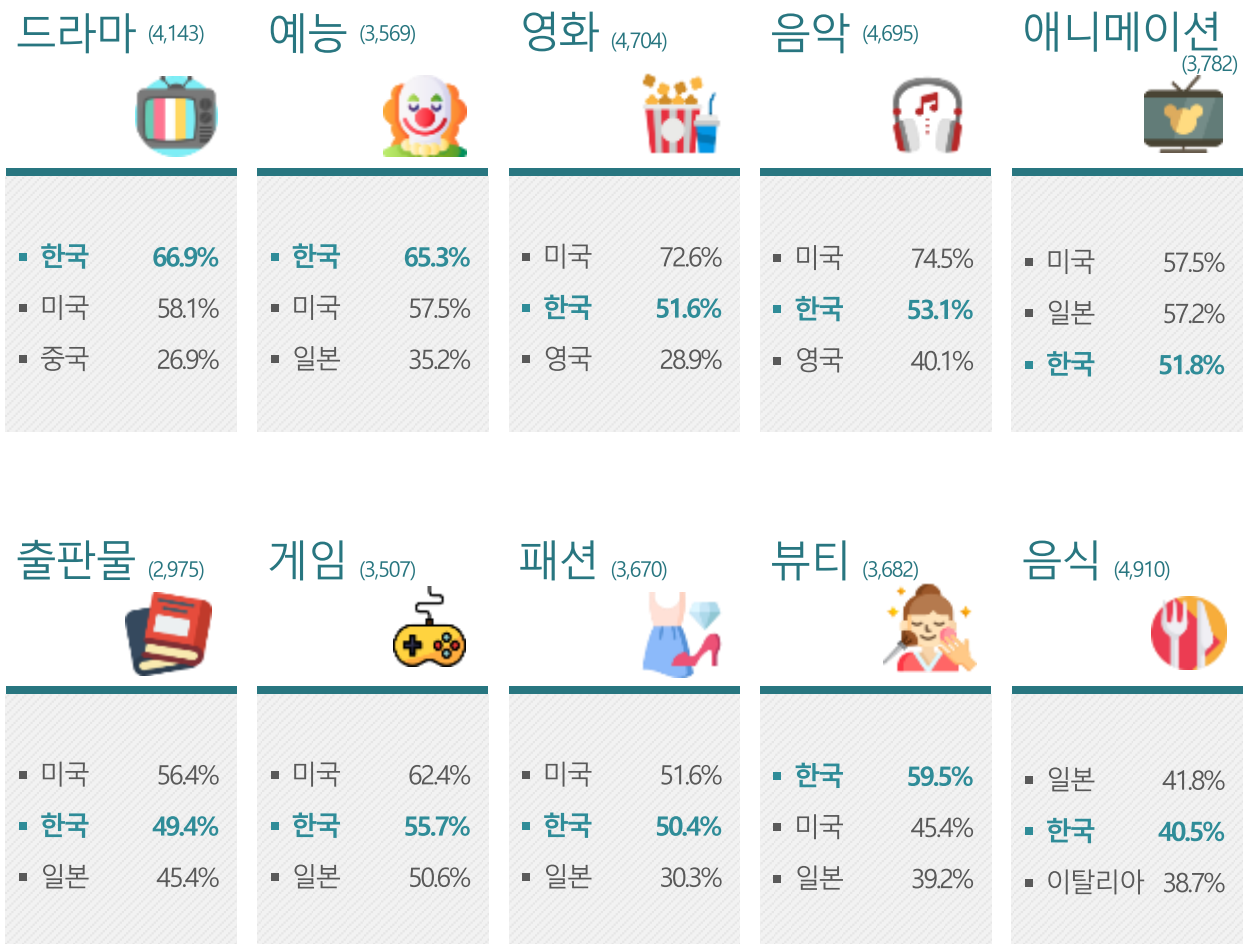 드라마 (4,143)
한국 66.9%
미국 58.1%
중국 26.9%
예능 (3,569)
한국 65.3%
미국 57.5%
일본 35.2%
영화 (4,704)
미국 72.6%
한국 51.6%
영국 28.9%
음악 (4,695)
미국 74.5%
한국 53.1%
영국 40.1%
애니메이션
(3,782)
미국 57.5%
일본 57.2%
한국 51.8%
출판물 (2,975)
미국 56.4%
한국 49.4%
일본 45.4%
게임 (3,507)
미국 62.4%
한국 55.7%
일본 50.6%
패션 (3,670)
미국 51.6%
한국 50.4%
일본 30.3%
뷰티 (3,682)
한국 59.5%
미국 45.4%
일본 39.2%
음식 (4,910)
일본 41.8%
한국 40.5%
이탈리아 38.7%